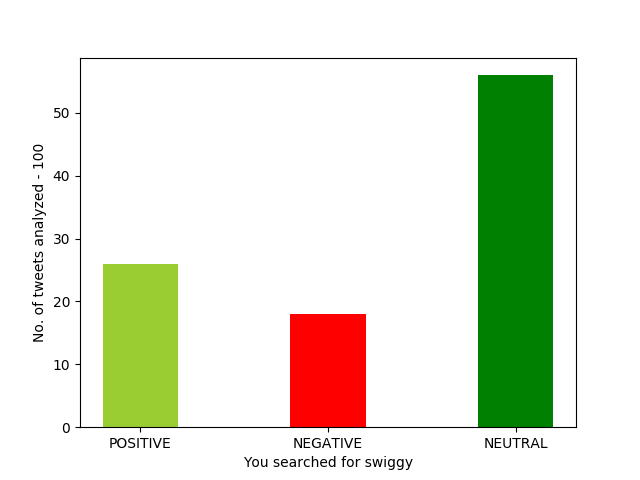 No. of tweets analyzed - 100
50
40
30
20
10
0
POSITIVE NEGATIVE NEUTRAL
You searched for swiggy